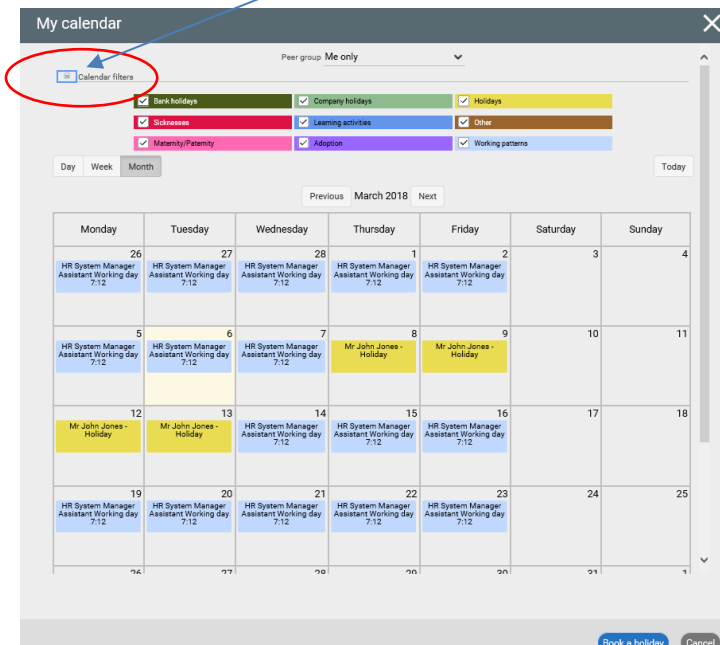 My calendar
Peer group Me only
Calendar filters
Bank holidays Company holidays Holidays
Sicknesses Learning activities Other
Maternity/Paternity Adoption Working patterns
Day Week Month Today
Previous March 2018 Next
Monday Tuesday Wednesday Thursday Friday Saturday Sunday
26 27 28 1 2 3 4
HR System Manager HR System Manager HR System Manager HR System Manager HR System Manager
Assistant Working day Assistant Working day Assistant Working day Assistant Working day Assistant Working day
7:12 7:12 7:12 7:12 7:12
5 6 7 8 9 10 11
HR System Manager HR System Manager HR System Manager Mr John Jones - Mr John Jones -
Assistant Working day Assistant Working day Assistant Working day Holiday Holiday
7:12 7:12 7:12
12 13 14 15 16 17 18
Mr John Jones - Mr John Jones - HR System Manager HR System Manager HR System Manager
Holiday Holiday Assistant Working day Assistant Working day Assistant Working day
7:12 7:12 7:12
19 20 21 22 23 24 25
HR System Manager HR System Manager HR System Manager HR System Manager HR System Manager
Assistant Working day Assistant Working day Assistant Working day Assistant Working day Assistant Working day
7:12 7:12 7:12 7:12 7:12
26 27 28 29 30 31 1
Book a holiday Cancel